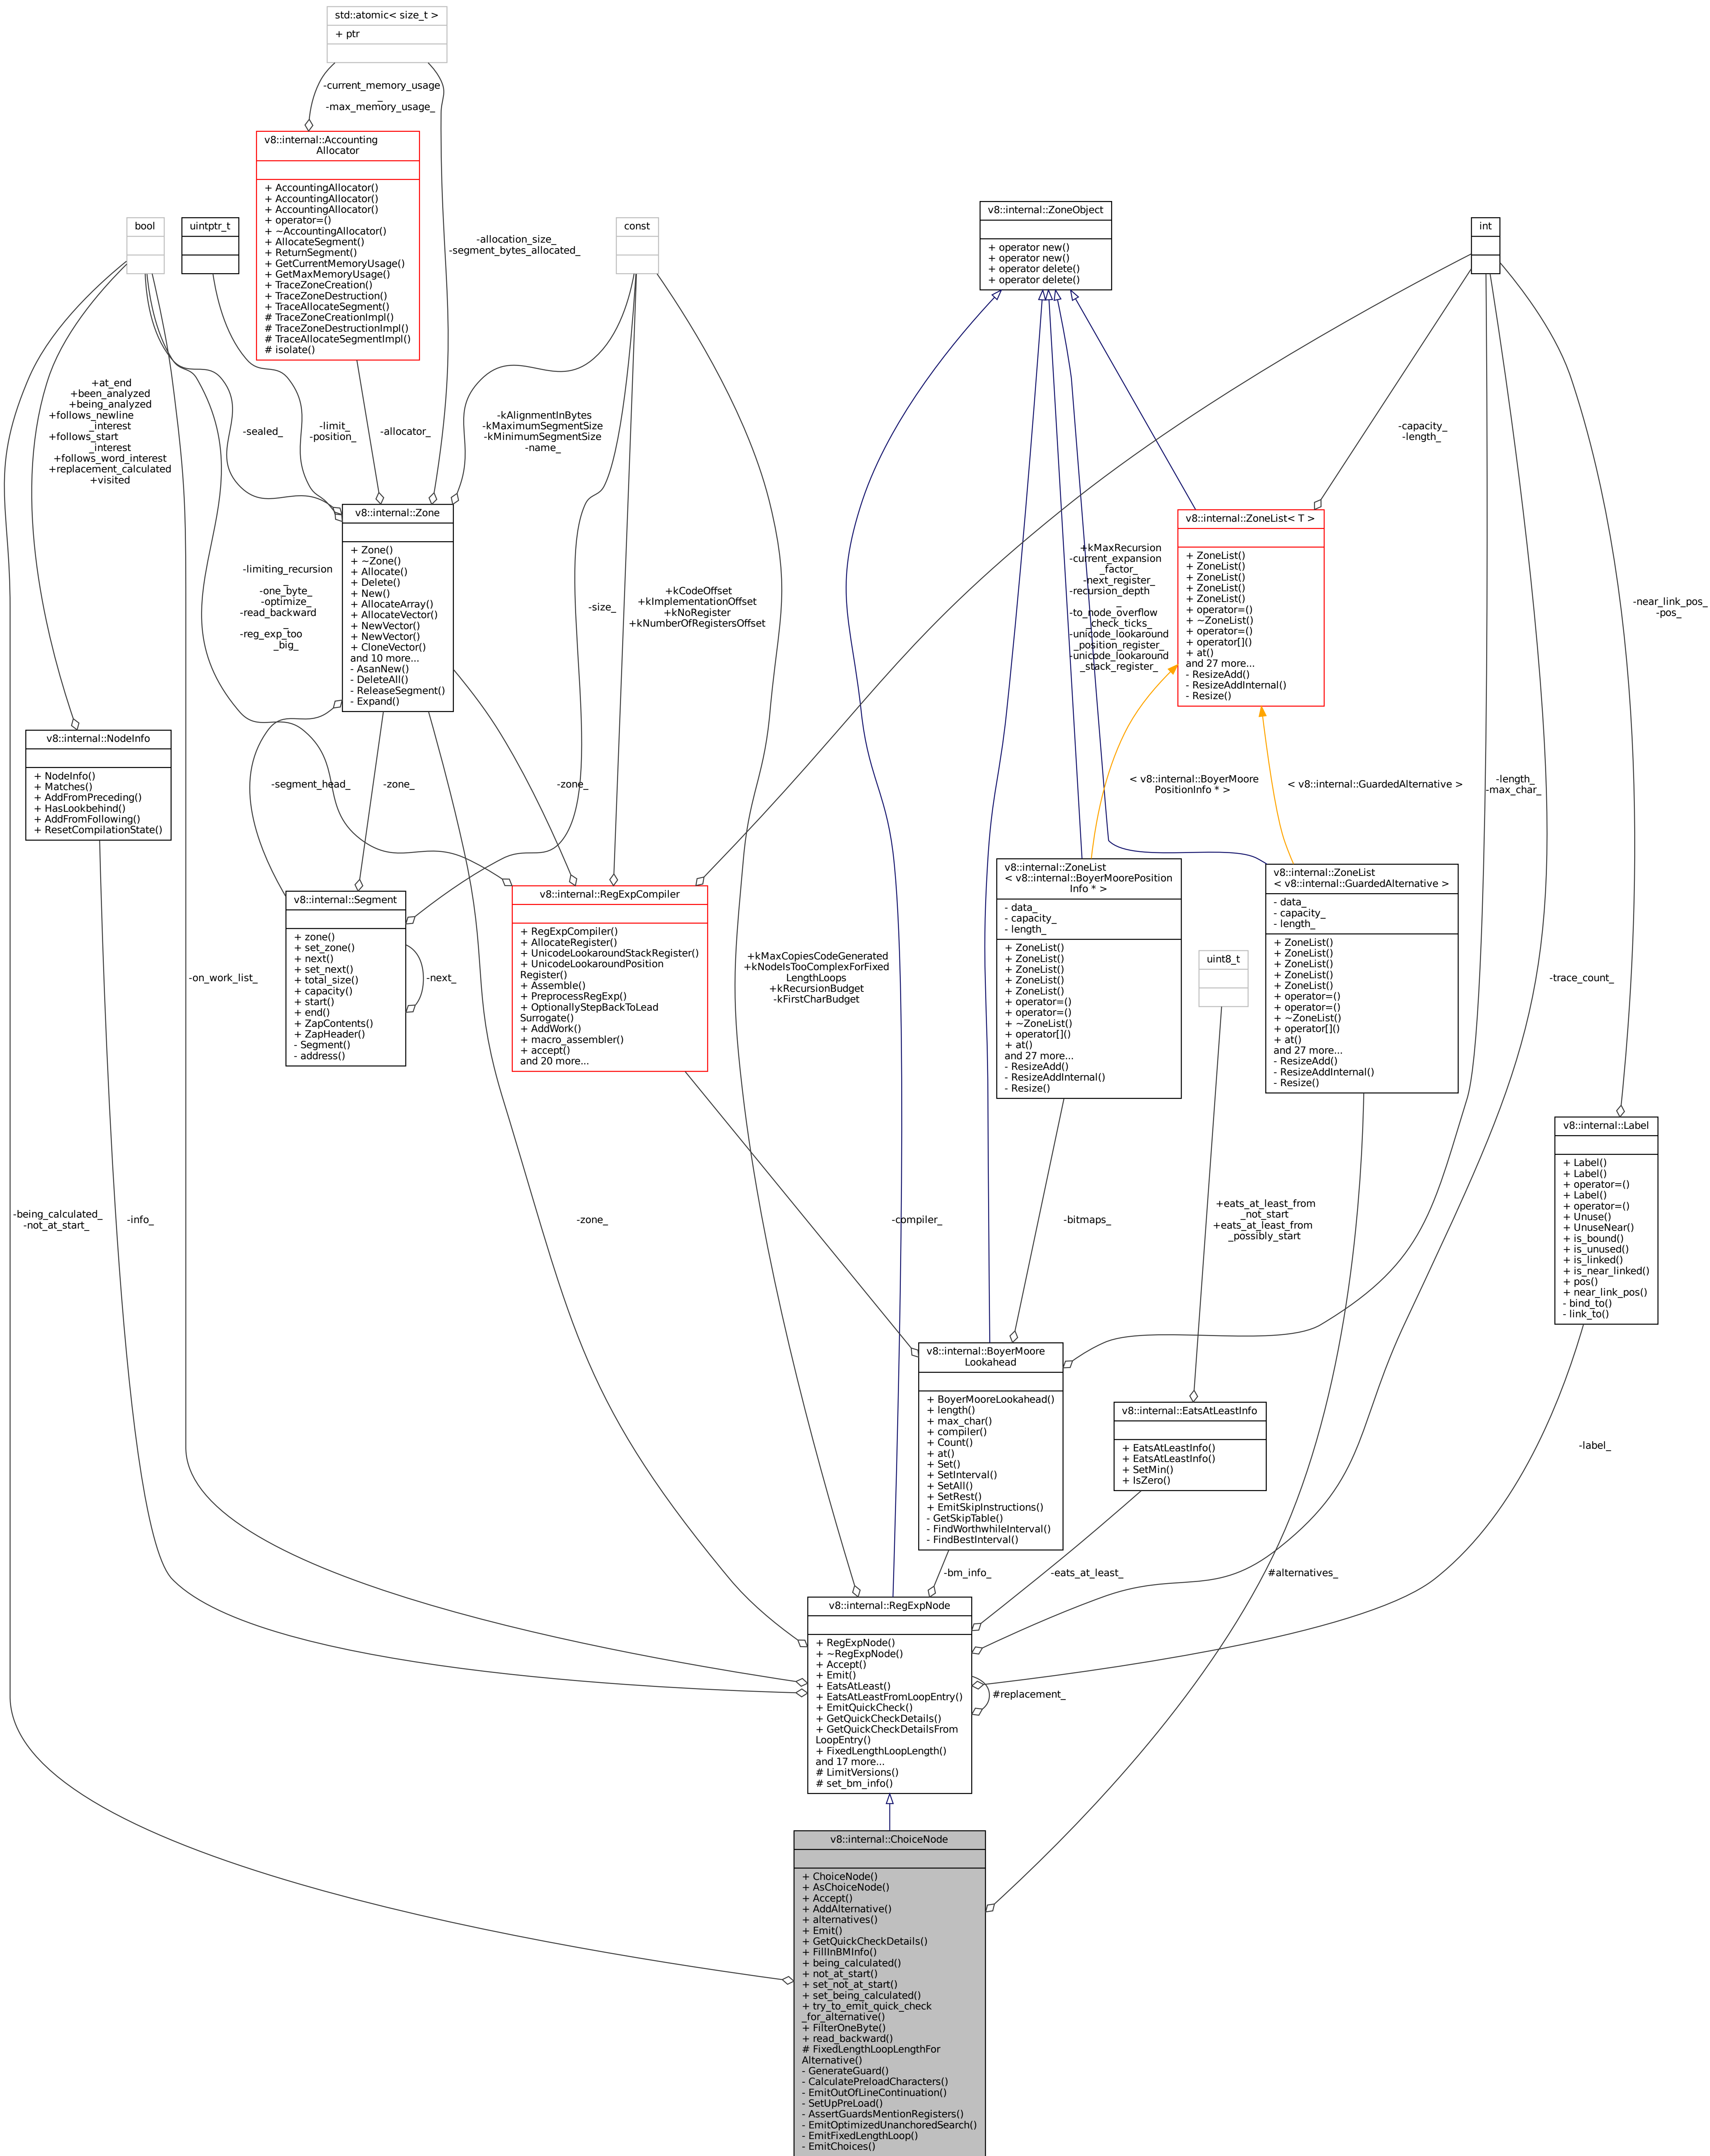 std::atomic< size_t >
+ ptr
-current_memory_usage
_
-max_memory_usage_
v8::internal::Accounting
Allocator
+ AccountingAllocator()
+ AccountingAllocator()
+ AccountingAllocator()
+ operator=()
+ ~AccountingAllocator()
+ AllocateSegment()
+ ReturnSegment()
+ GetCurrentMemoryUsage()
+ GetMaxMemoryUsage()
+ TraceZoneCreation()
+ TraceZoneDestruction()
+ TraceAllocateSegment()
# TraceZoneCreationImpl()
# TraceZoneDestructionImpl()
# TraceAllocateSegmentImpl()
# isolate()
bool
uintptr_t
-allocation_size_
-segment_bytes_allocated_
const
v8::internal::ZoneObject
+ operator new()
+ operator new()
+ operator delete()
+ operator delete()
int
+at_end
+been_analyzed
+being_analyzed
+follows_newline
_interest
+follows_start
_interest
+follows_word_interest
+replacement_calculated
+visited
-sealed_
-limit_
-position_
-allocator_
-kAlignmentInBytes
-kMaximumSegmentSize
-kMinimumSegmentSize
-name_
-capacity_
-length_
v8::internal::Zone
+ Zone()
+ ~Zone()
+ Allocate()
+ Delete()
+ New()
+ AllocateArray()
+ AllocateVector()
+ NewVector()
+ NewVector()
+ CloneVector()
and 10 more...
- AsanNew()
- DeleteAll()
- ReleaseSegment()
- Expand()
-limiting_recursion
_
-one_byte_
-optimize_
-read_backward
_
-reg_exp_too
_big_
-size_
+kCodeOffset
+kImplementationOffset
+kNoRegister
+kNumberOfRegistersOffset
+kMaxRecursion
-current_expansion
_factor_
-next_register_
-recursion_depth
_
-to_node_overflow
_check_ticks_
-unicode_lookaround
_position_register_
-unicode_lookaround
_stack_register_
v8::internal::ZoneList< T >
+ ZoneList()
+ ZoneList()
+ ZoneList()
+ ZoneList()
+ ZoneList()
+ operator=()
+ ~ZoneList()
+ operator=()
+ operator[]()
+ at()
and 27 more...
- ResizeAdd()
- ResizeAddInternal()
- Resize()
-near_link_pos_
-pos_
v8::internal::NodeInfo
+ NodeInfo()
+ Matches()
+ AddFromPreceding()
+ HasLookbehind()
+ AddFromFollowing()
+ ResetCompilationState()
-segment_head_
-zone_
-zone_
< v8::internal::BoyerMoore
PositionInfo * >
< v8::internal::GuardedAlternative >
-length_
-max_char_
v8::internal::Segment
+ zone()
+ set_zone()
+ next()
+ set_next()
+ total_size()
+ capacity()
+ start()
+ end()
+ ZapContents()
+ ZapHeader()
- Segment()
- address()
-on_work_list_
-next_
v8::internal::RegExpCompiler
+ RegExpCompiler()
+ AllocateRegister()
+ UnicodeLookaroundStackRegister()
+ UnicodeLookaroundPosition
Register()
+ Assemble()
+ PreprocessRegExp()
+ OptionallyStepBackToLead
Surrogate()
+ AddWork()
+ macro_assembler()
+ accept()
and 20 more...
+kMaxCopiesCodeGenerated
+kNodeIsTooComplexForFixed
LengthLoops
+kRecursionBudget
-kFirstCharBudget
v8::internal::ZoneList
< v8::internal::BoyerMoorePosition
Info * >
- data_
- capacity_
- length_
+ ZoneList()
+ ZoneList()
+ ZoneList()
+ ZoneList()
+ ZoneList()
+ operator=()
+ operator=()
+ ~ZoneList()
+ operator[]()
+ at()
and 27 more...
- ResizeAdd()
- ResizeAddInternal()
- Resize()
uint8_t
v8::internal::ZoneList
< v8::internal::GuardedAlternative >
- data_
- capacity_
- length_
+ ZoneList()
+ ZoneList()
+ ZoneList()
+ ZoneList()
+ ZoneList()
+ operator=()
+ operator=()
+ ~ZoneList()
+ operator[]()
+ at()
and 27 more...
- ResizeAdd()
- ResizeAddInternal()
- Resize()
-trace_count_
v8::internal::Label
+ Label()
+ Label()
+ operator=()
+ Label()
+ operator=()
+ Unuse()
+ UnuseNear()
+ is_bound()
+ is_unused()
+ is_linked()
+ is_near_linked()
+ pos()
+ near_link_pos()
- bind_to()
- link_to()
-being_calculated_
-not_at_start_
-info_
-zone_
-compiler_
-bitmaps_
+eats_at_least_from
_not_start
+eats_at_least_from
_possibly_start
v8::internal::BoyerMoore
Lookahead
+ BoyerMooreLookahead()
+ length()
+ max_char()
+ compiler()
+ Count()
+ at()
+ Set()
+ SetInterval()
+ SetAll()
+ SetRest()
+ EmitSkipInstructions()
- GetSkipTable()
- FindWorthwhileInterval()
- FindBestInterval()
v8::internal::EatsAtLeastInfo
+ EatsAtLeastInfo()
+ EatsAtLeastInfo()
+ SetMin()
+ IsZero()
-label_
-bm_info_
-eats_at_least_
#alternatives_
v8::internal::RegExpNode
+ RegExpNode()
+ ~RegExpNode()
+ Accept()
+ Emit()
+ EatsAtLeast()
+ EatsAtLeastFromLoopEntry()
+ EmitQuickCheck()
+ GetQuickCheckDetails()
+ GetQuickCheckDetailsFrom
LoopEntry()
+ FixedLengthLoopLength()
and 17 more...
# LimitVersions()
# set_bm_info()
#replacement_
v8::internal::ChoiceNode
+ ChoiceNode()
+ AsChoiceNode()
+ Accept()
+ AddAlternative()
+ alternatives()
+ Emit()
+ GetQuickCheckDetails()
+ FillInBMInfo()
+ being_calculated()
+ not_at_start()
+ set_not_at_start()
+ set_being_calculated()
+ try_to_emit_quick_check
_for_alternative()
+ FilterOneByte()
+ read_backward()
# FixedLengthLoopLengthFor
Alternative()
- GenerateGuard()
- CalculatePreloadCharacters()
- EmitOutOfLineContinuation()
- SetUpPreLoad()
- AssertGuardsMentionRegisters()
- EmitOptimizedUnanchoredSearch()
- EmitFixedLengthLoop()
- EmitChoices()